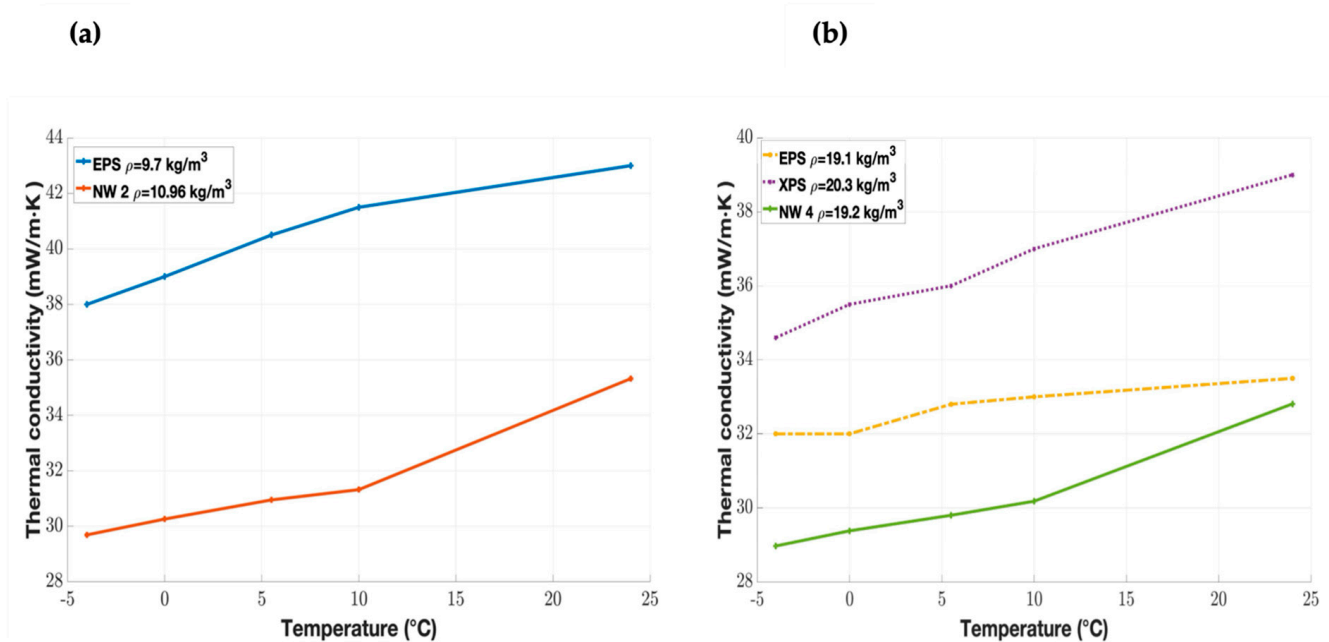 (a)
(b)
Thermal conductivity (mW/m·K )
44
42
40
38
36
34
32
30
28
EPS ρ=9.7 kg/m³
NW 2 ρ=10.96 kg/m³
-5 0 5 10 15 20 25
Temperature (°C)
Thermal conductivity (mW/m·K )
40
38
36
34
32
30
28
EPS ρ=19.1 kg/m³
XPS ρ=20.3 kg/m³
NW 4 ρ=19.2 kg/m³
-5 0 5 10 15 20 25
Temperature (°C)